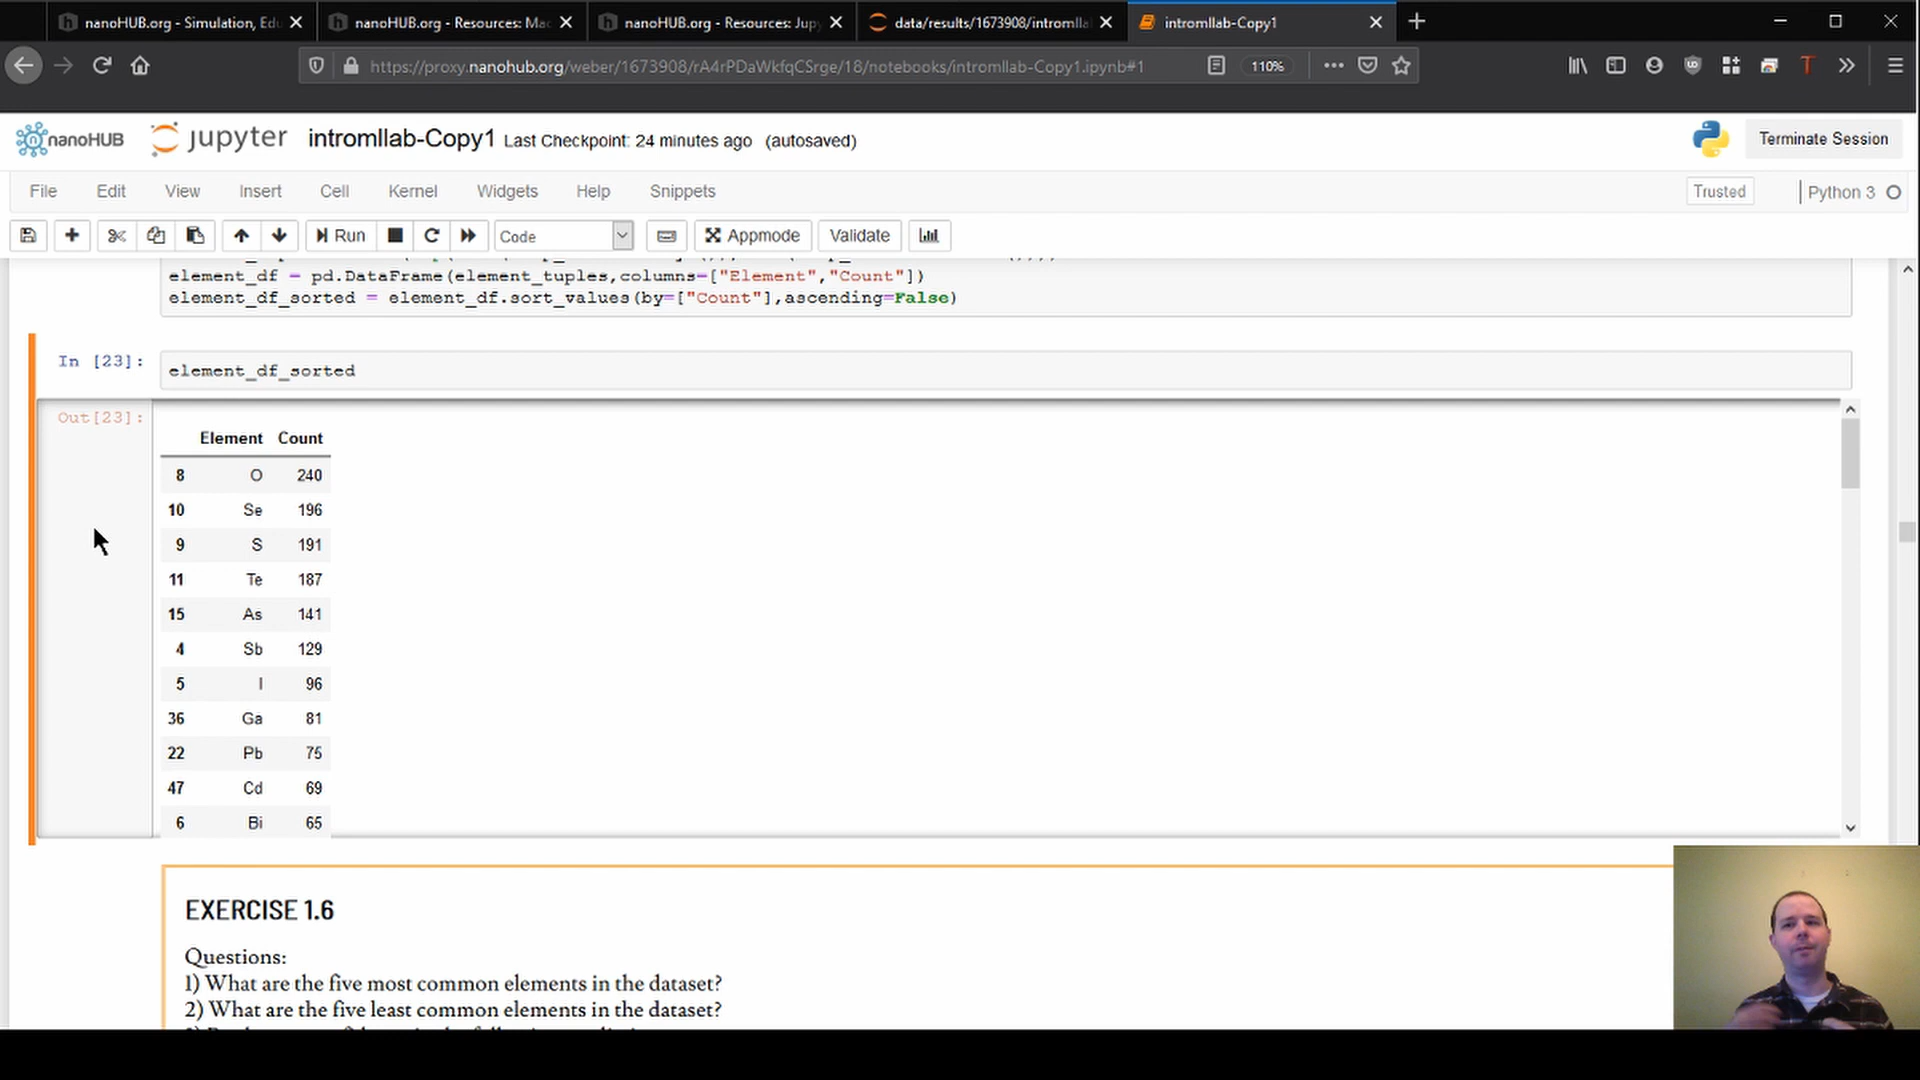 nanoHUB.org - Simulation, Edu
nanoHUB.org - Resources: Mac
nanoHUB.org - Resources: Jupy
data/results/1673908/intromlla
intromllab-Copy1
https://proxy.nanohub.org/weber/1673908/rA4rPDaWkfqCSrge/18/notebooks/intromllab-Copy1.ipynb#1
110%
nanoHUB
jupyter
intromllab-Copy1 Last Checkpoint: 24 minutes ago (autosaved)
Terminate Session
File Edit View Insert Cell Kernel Widgets Help Snippets
Trusted
Python 3
Run
Code
Appmode
Validate
element_df = pd.DataFrame(element_tuples,columns=["Element","Count"])
element_df_sorted = element_df.sort_values(by=["Count"],ascending=False)
In [23]: element_df_sorted
Out[23]:
Element Count
8 O 240
10 Se 196
9 S 191
11 Te 187
15 As 141
4 Sb 129
5 I 96
36 Ga 81
22 Pb 75
47 Cd 69
6 Bi 65
EXERCISE 1.6
Questions:
1) What are the five most common elements in the dataset?
2) What are the five least common elements in the dataset?